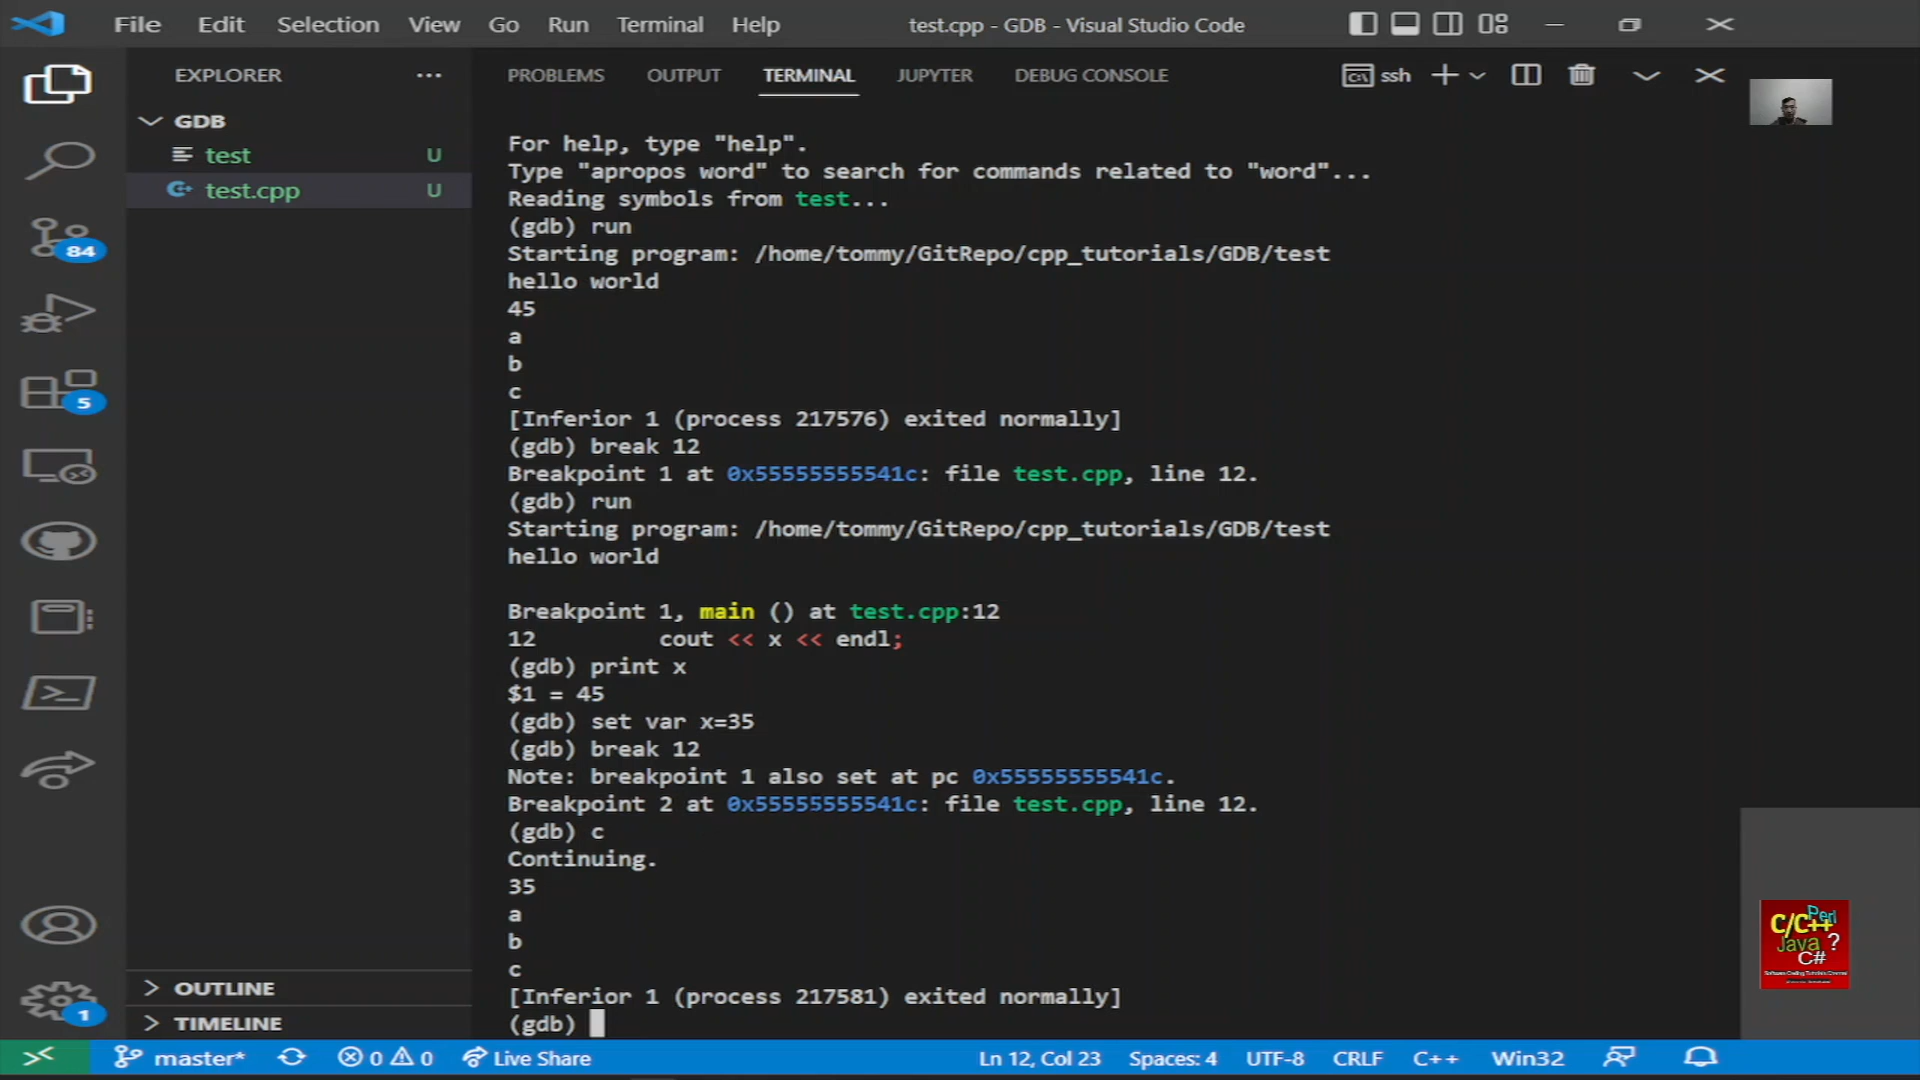 File Edit Selection View Go Run Terminal Help test.cpp - GDB - Visual Studio Code
EXPLORER ···
GDB
test U
test.cpp U
84
5
1
OUTLINE
TIMELINE
PROBLEMS OUTPUT TERMINAL JUPYTER DEBUG CONSOLE ssh
For help, type "help".
Type "apropos word" to search for commands related to "word"...
Reading symbols from test...
(gdb) run
Starting program: /home/tommy/GitRepo/cpp_tutorials/GDB/test
hello world
45
a
b
c
[Inferior 1 (process 217576) exited normally]
(gdb) break 12
Breakpoint 1 at 0x55555555541c: file test.cpp, line 12.
(gdb) run
Starting program: /home/tommy/GitRepo/cpp_tutorials/GDB/test
hello world
Breakpoint 1, main () at test.cpp:12
12 cout << x << endl;
(gdb) print x
$1 = 45
(gdb) set var x=35
(gdb) break 12
Note: breakpoint 1 also set at pc 0x55555555541c.
Breakpoint 2 at 0x55555555541c: file test.cpp, line 12.
(gdb) c
Continuing.
35
a
b
c
[Inferior 1 (process 217581) exited normally]
(gdb)
C/C++ Perl
Java ?
C#
master* 0 0 Live Share Ln 12, Col 23 Spaces: 4 UTF-8 CRLF C++ Win32